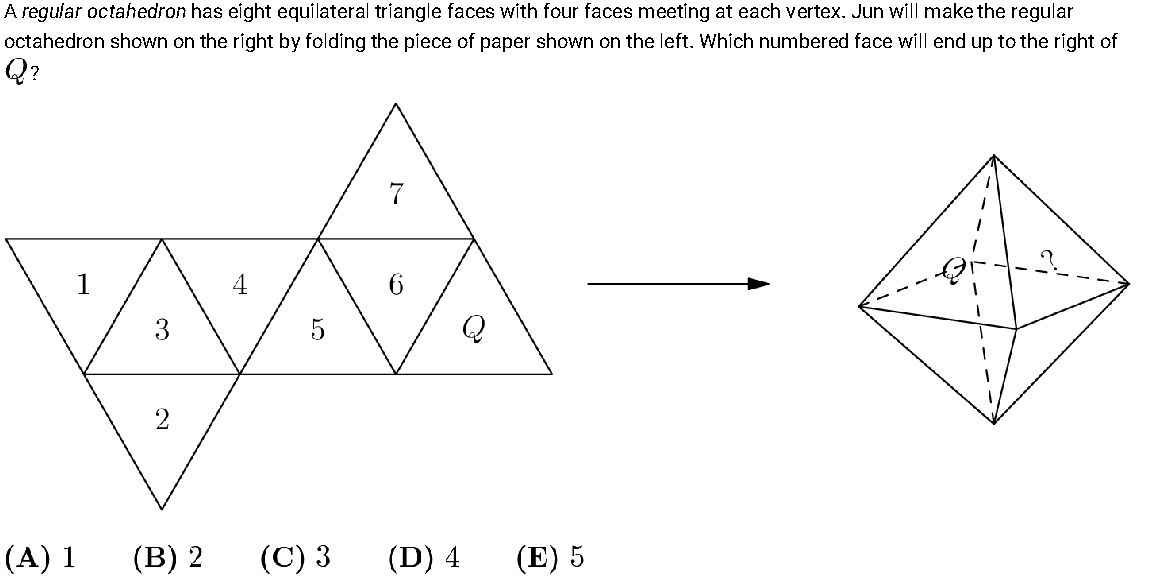 A regular octahedron has eight equilateral triangle faces with four faces meeting at each vertex. Jun will make the regular
octahedron shown on the right by folding the piece of paper shown on the left. Which numbered face will end up to the right of
Q?
7
1
4
6
3
5
Q
2
Q
?
(A) 1 (B) 2 (C) 3 (D) 4 (E) 5